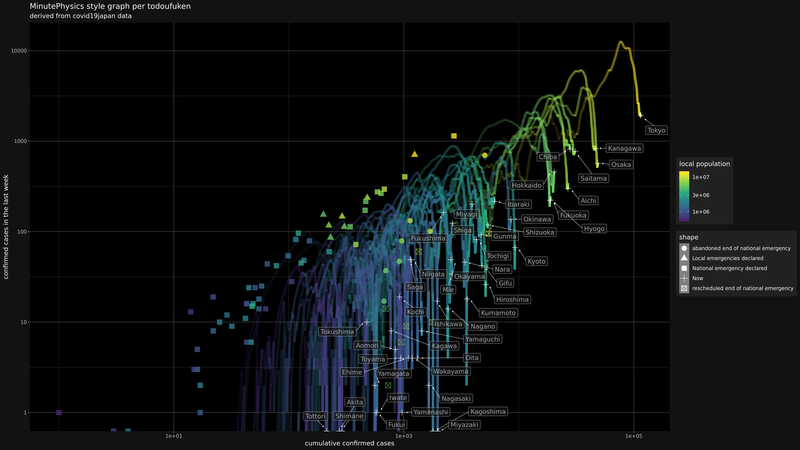 MinutePhysics style graph per todoufuken
derived from covid19japan data
confirmed cases in the last week
10000
1000
100
10
1
1e+01
1e+03
1e+05
cumulative confirmed cases
Tokyo
Kanagawa
Chiba
Osaka
Saitama
Hokkaido
Aichi
Ibaraki
Miyagi
Fukuoka
Okinawa
Hyogo
Shiga
Shizuoka
Fukushima
Gunma
Tochigi
Kyoto
Nara
Niigata
Okayama
Gifu
Saga
Mie
Hiroshima
Kochi
Kumamoto
Ishikawa
Nagano
Tokushima
Yamaguchi
Aomori
Kagawa
Toyama
Oita
Ehime
Yamagata
Wakayama
Iwate
Nagasaki
Akita
Tottori
Shimane
Yamanashi
Kagoshima
Fukui
Miyazaki
local population
1e+07
3e+06
1e+06
shape
abandoned end of national emergency
Local emergencies declared
National emergency declared
Now
rescheduled end of national emergency